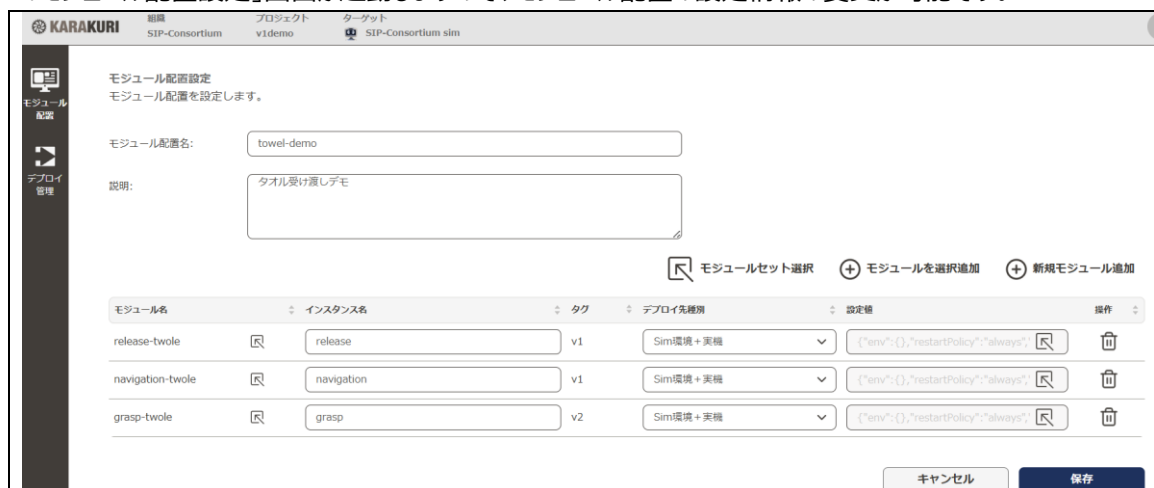 KARAKURI
組織 プロジェクト ターゲット
SIP-Consortium v1demo SIP-Consortium sim
モジュール配置
デプロイ管理
モジュール配置設定
モジュール配置を設定します。
モジュール配置名: towel-demo
説明: タオル受け渡しデモ
モジュールセット選択 モジュールを選択追加 新規モジュール追加
モジュール名 インスタンス名 タグ デプロイ先種別 設定値 操作
release-twole release v1 Sim環境+実機 {"env":{},"restartPolicy":"always",
navigation-twole navigation v1 Sim環境+実機 {"env":{},"restartPolicy":"always",
grasp-twole grasp v2 Sim環境+実機 {"env":{},"restartPolicy":"always",
キャンセル 保存